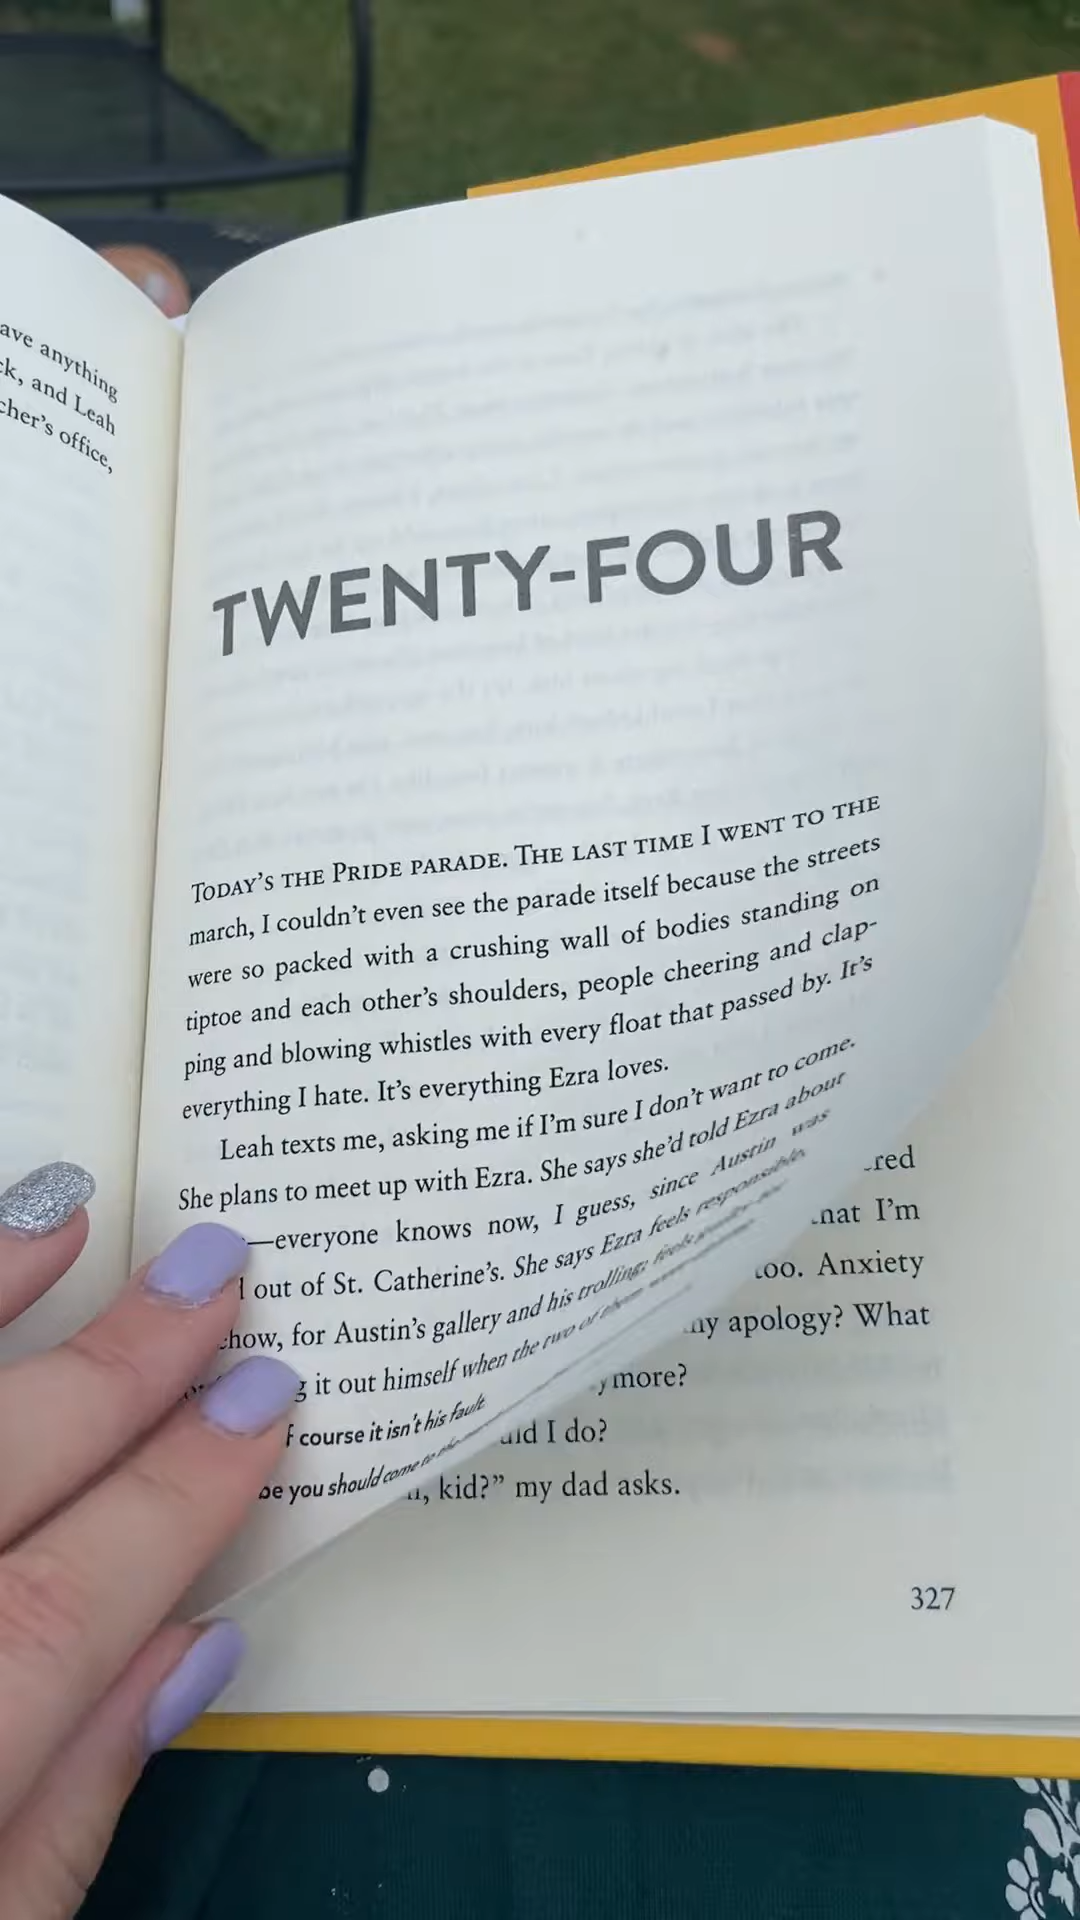 ave anything
ck, and Leah
cher's office,
TWENTY-FOUR
TODAY'S THE PRIDE PARADE. THE LAST TIME I WENT TO THE
march, I couldn't even see the parade itself because the streets
were so packed with a crushing wall of bodies standing on
tiptoe and each other's shoulders, people cheering and clap-
ping and blowing whistles with every float that passed by. It's
everything I hate. It's everything Ezra loves.
Leah texts me, asking me if I'm sure I don't want to come.
She plans to meet up with Ezra. She says she'd told Ezra about
—everyone knows now, I guess, since Austin was
out of St. Catherine's. She says Ezra feels responsible,
how, for Austin's gallery and his trolling; feels
g it out himself when the two of them
f course it isn't his fault
be you should come to
red
hat I'm
too. Anxiety
my apology? What
ymore?
uld I do?
kid?" my dad asks.
327